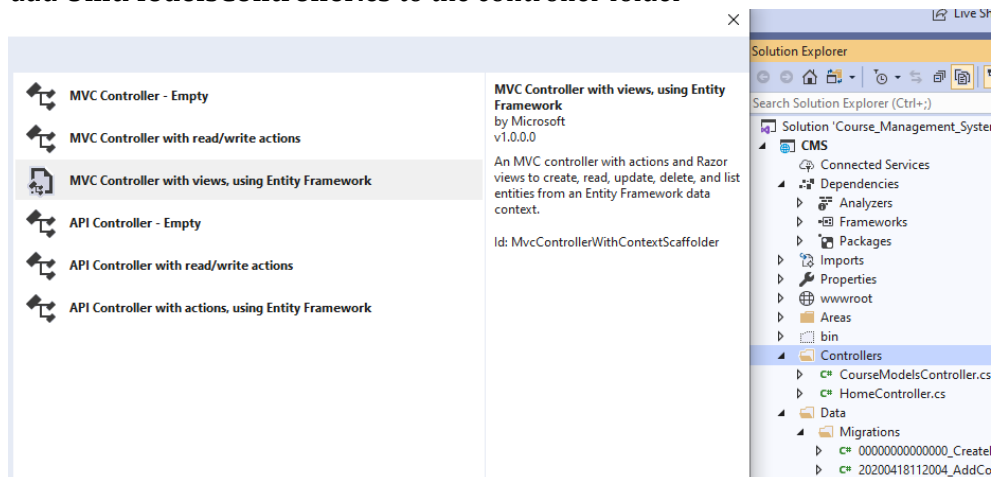 to the controller folder
Live Sh
MVC Controller - Empty
MVC Controller with read/write actions
MVC Controller with views, using Entity Framework
API Controller - Empty
API Controller with read/write actions
API Controller with actions, using Entity Framework
MVC Controller with views, using Entity
Framework
by Microsoft
v1.0.0.0
An MVC controller with actions and Razor
views to create, read, update, delete, and list
entities from an Entity Framework data
context.
Id: MvcControllerWithContextScaffolder
Solution Explorer
Search Solution Explorer (Ctrl+;)
Solution 'Course_Management_Syster
CMS
Connected Services
Dependencies
Analyzers
Frameworks
Packages
Imports
Properties
wwwroot
Areas
bin
Controllers
C# CourseModelsController.cs
C# HomeController.cs
Data
Migrations
C# 00000000000000_Createl
C# 20200418112004_AddCo